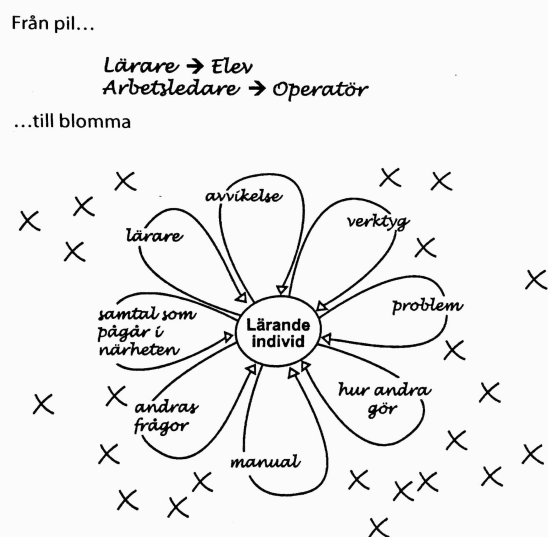 Från pil...
Lärare → Elev
Arbetsledare → Operatör
...till blomma
avvikelse
verktyg
lärare
problem
samtal som
pågår i
närheten
Lärande
individ
hur andra
gör
andras
frågor
manual